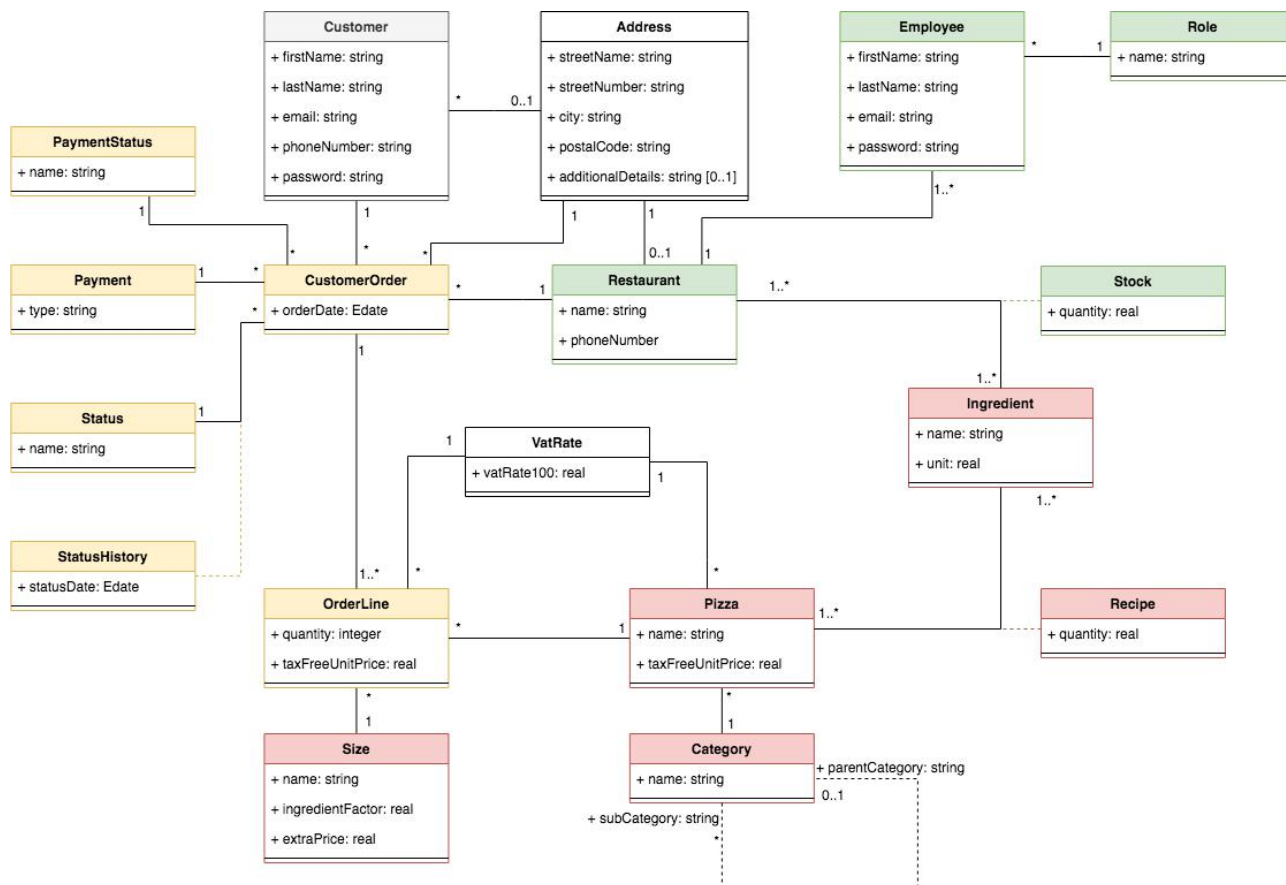 Customer
+ firstName: string
+ lastName: string
+ email: string
+ phoneNumber: string
+ password: string
Address
+ streetName: string
+ streetNumber: string
+ city: string
+ postalCode: string
+ additionalDetails: string [0..1]
Employee
+ firstName: string
+ lastName: string
+ email: string
+ password: string
Role
+ name: string
*
1
*
0..1
PaymentStatus
+ name: string
1
*
1
*
1
*
1
0..1
1..*
1
Payment
+ type: string
1
*
CustomerOrder
+ orderDate: Edate
*
1
Restaurant
+ name: string
+ phoneNumber
1..*
1..*
Stock
+ quantity: real
*
1
1
Status
+ name: string
Ingredient
+ name: string
+ unit: real
1..*
VatRate
+ vatRate100: real
1
*
1
*
StatusHistory
+ statusDate: Edate
1..*
OrderLine
+ quantity: integer
+ taxFreeUnitPrice: real
*
1
Pizza
+ name: string
+ taxFreeUnitPrice: real
1..*
Recipe
+ quantity: real
*
1
*
1
Size
+ name: string
+ ingredientFactor: real
+ extraPrice: real
Category
+ name: string
+ parentCategory: string
0..1
+ subCategory: string
*